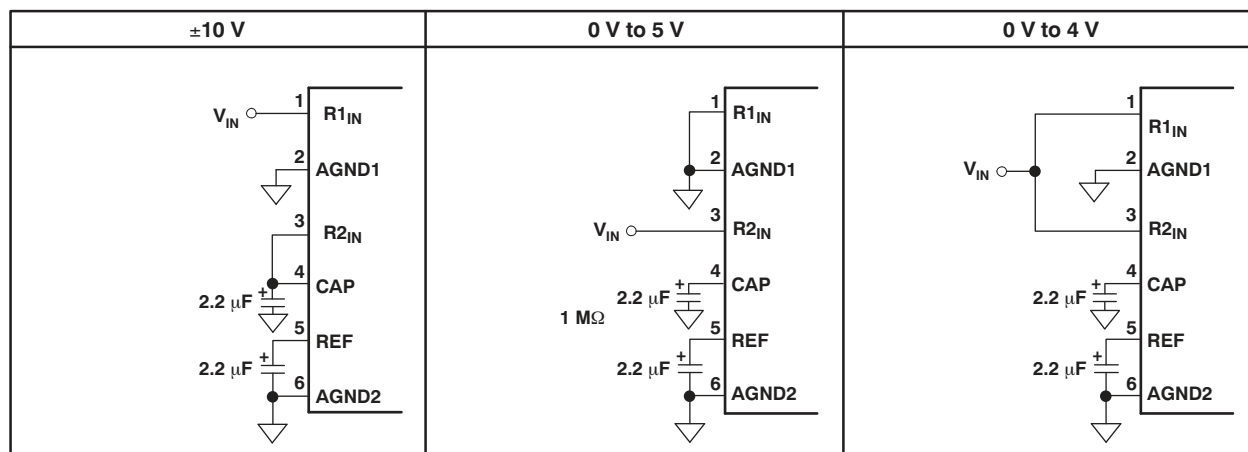 ±10 V
0 V to 5 V
0 V to 4 V
1
V_IN
R1_IN
2
AGND1
3
R2_IN
4
CAP
+
2.2 μF
5
REF
+
2.2 μF
6
AGND2
1
R1_IN
2
AGND1
3
V_IN
R2_IN
4
CAP
+
2.2 μF
1 MΩ
5
REF
+
2.2 μF
6
AGND2
1
R1_IN
2
AGND1
V_IN
3
R2_IN
4
CAP
+
2.2 μF
5
REF
+
2.2 μF
6
AGND2